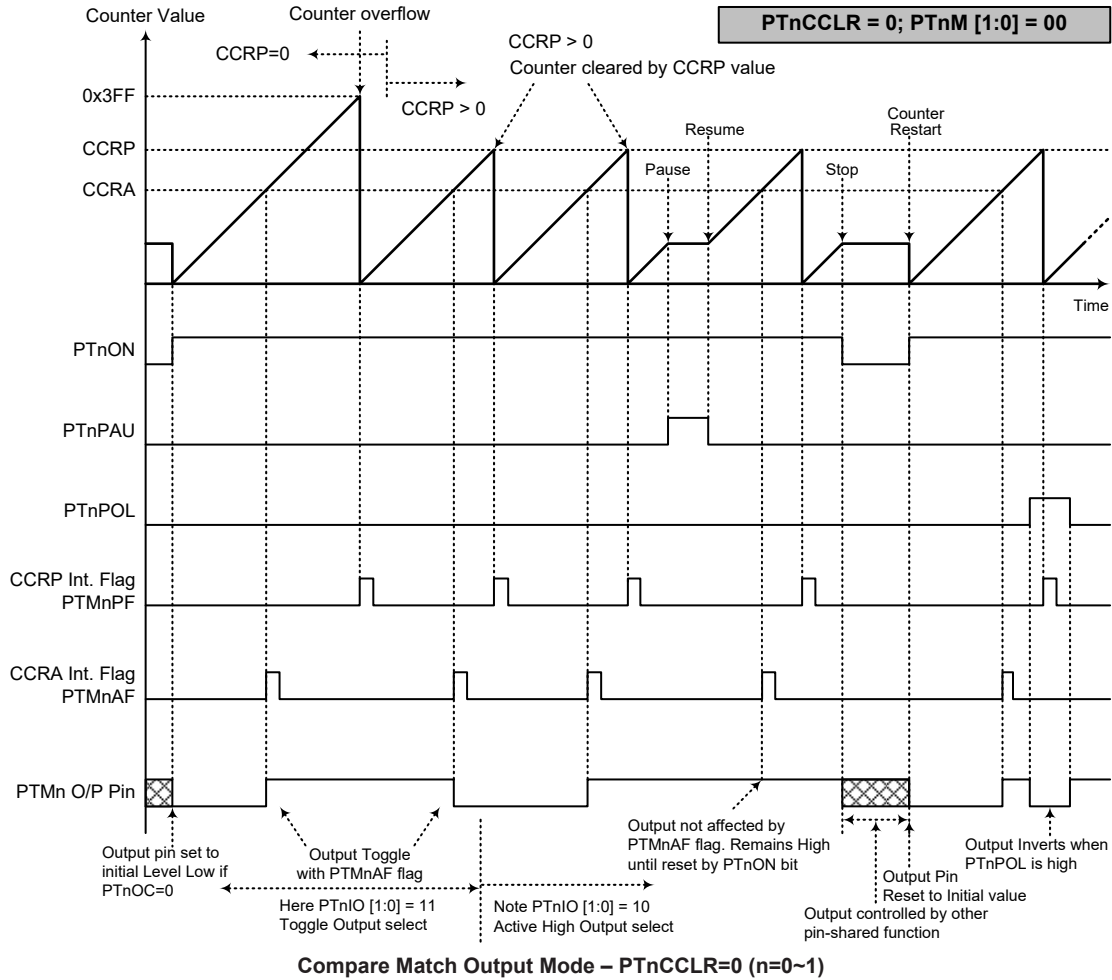 Counter Value
Counter overflow
PTnCCLR = 0; PTnM [1:0] = 00
CCRP=0
CCRP > 0
CCRP > 0
Counter cleared by CCRP value
0x3FF
CCRP
CCRA
Pause
Resume
Stop
Counter
Restart
Time
PTnON
PTnPAU
PTnPOL
CCRP Int. Flag
PTMnPF
CCRA Int. Flag
PTMnAF
PTMn O/P Pin
Output pin set to
initial Level Low if
PTnOC=0
Output Toggle
with PTMnAF flag
Here PTnIO [1:0] = 11
Toggle Output select
Note PTnIO [1:0] = 10
Active High Output select
Output not affected by
PTMnAF flag. Remains High
until reset by PTnON bit
Output Pin
Reset to Initial value
Output controlled by other
pin-shared function
Output Inverts when
PTnPOL is high
Compare Match Output Mode – PTnCCLR=0 (n=0~1)